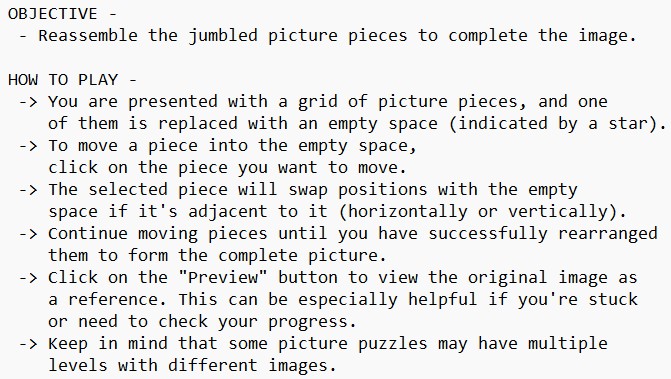 OBJECTIVE -
- Reassemble the jumbled picture pieces to complete the image.
HOW TO PLAY -
-> You are presented with a grid of picture pieces, and one
of them is replaced with an empty space (indicated by a star).
-> To move a piece into the empty space,
click on the piece you want to move.
-> The selected piece will swap positions with the empty
space if it's adjacent to it (horizontally or vertically).
-> Continue moving pieces until you have successfully rearranged
them to form the complete picture.
-> Click on the "Preview" button to view the original image as
a reference. This can be especially helpful if you're stuck
or need to check your progress.
-> Keep in mind that some picture puzzles may have multiple
levels with different images.